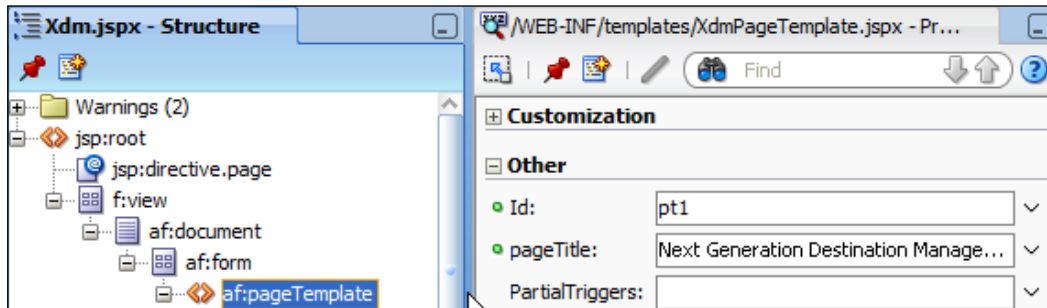 Xdm.jspx - Structure
Warnings (2)
jsp:root
jsp:directive.page
f:view
af:document
af:form
af:pageTemplate
/WEB-INF/templates/XdmPageTemplate.jspx - Pr...
Find
Customization
Other
Id: pt1
pageTitle: Next Generation Destination Manage...
PartialTriggers: